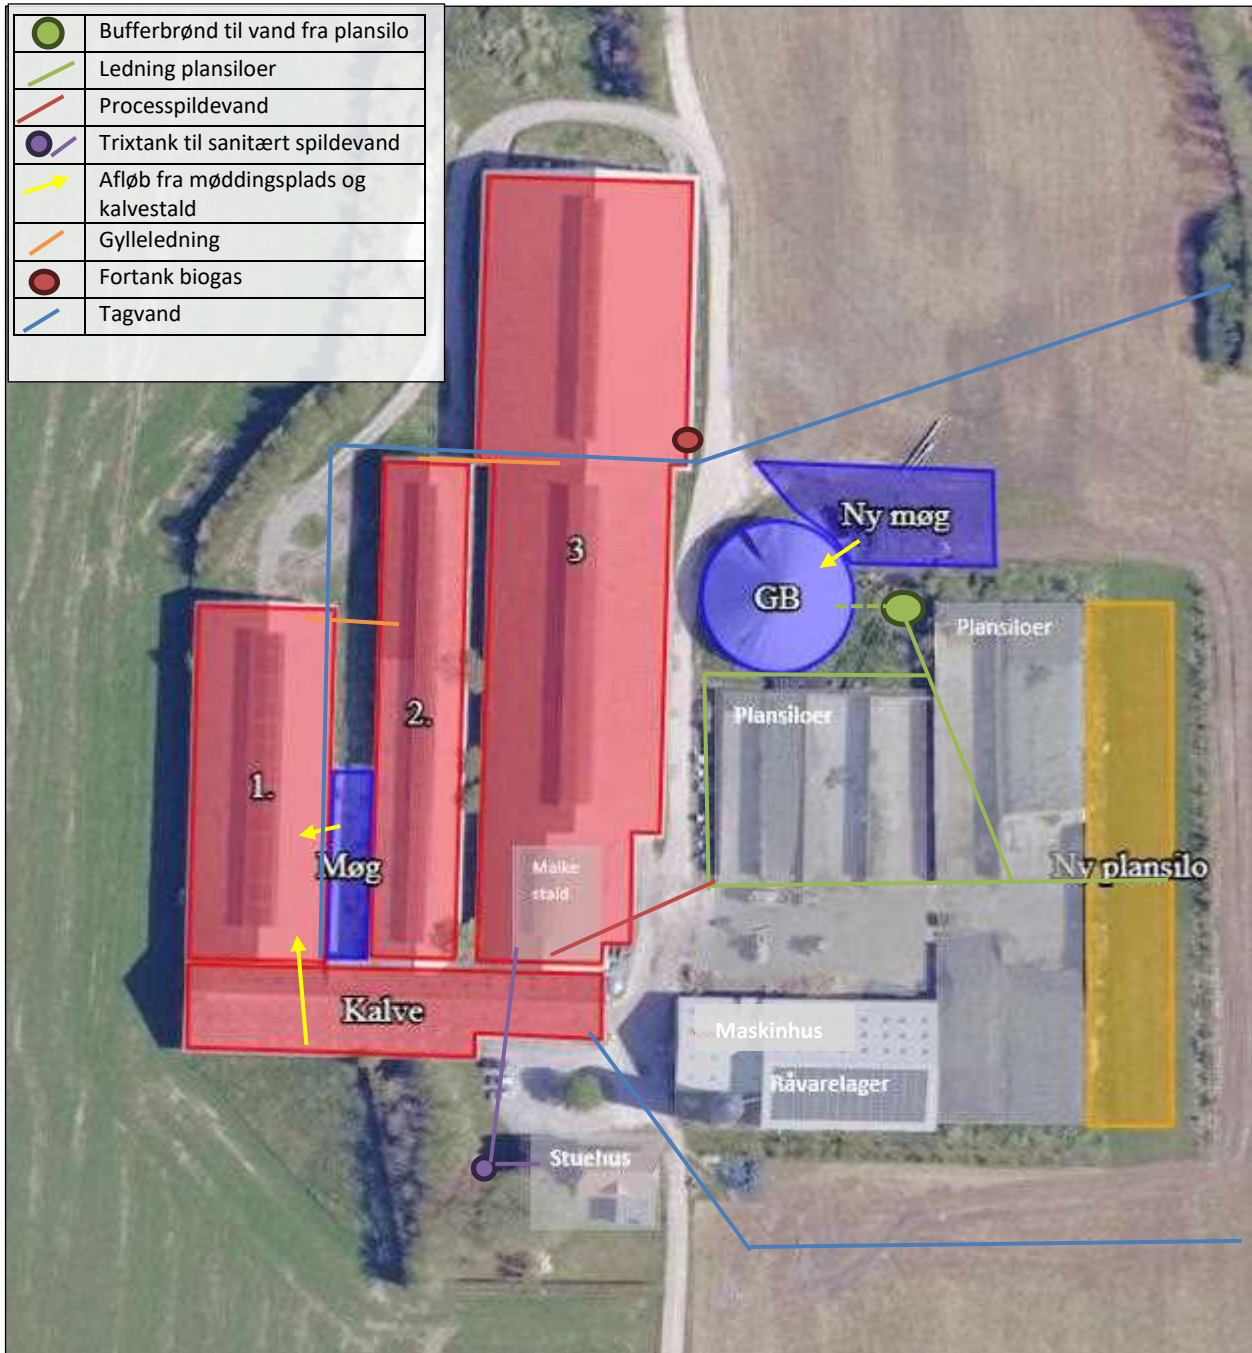 Bufferbrønd til vand fra plansilo
Ledning plansiloer
Processpildevand
Trixtank til sanitært spildevand
Afløb fra møddingsplads og
kalvestald
Gylleledning
Fortank biogas
Tagvand
Ny møg
3
GB
Plansiloer
2.
Plansiloer
1.
Møg
Malke
stald
Ny plansilo
Kalve
Maskinhus
Råvarelager
Stuehus